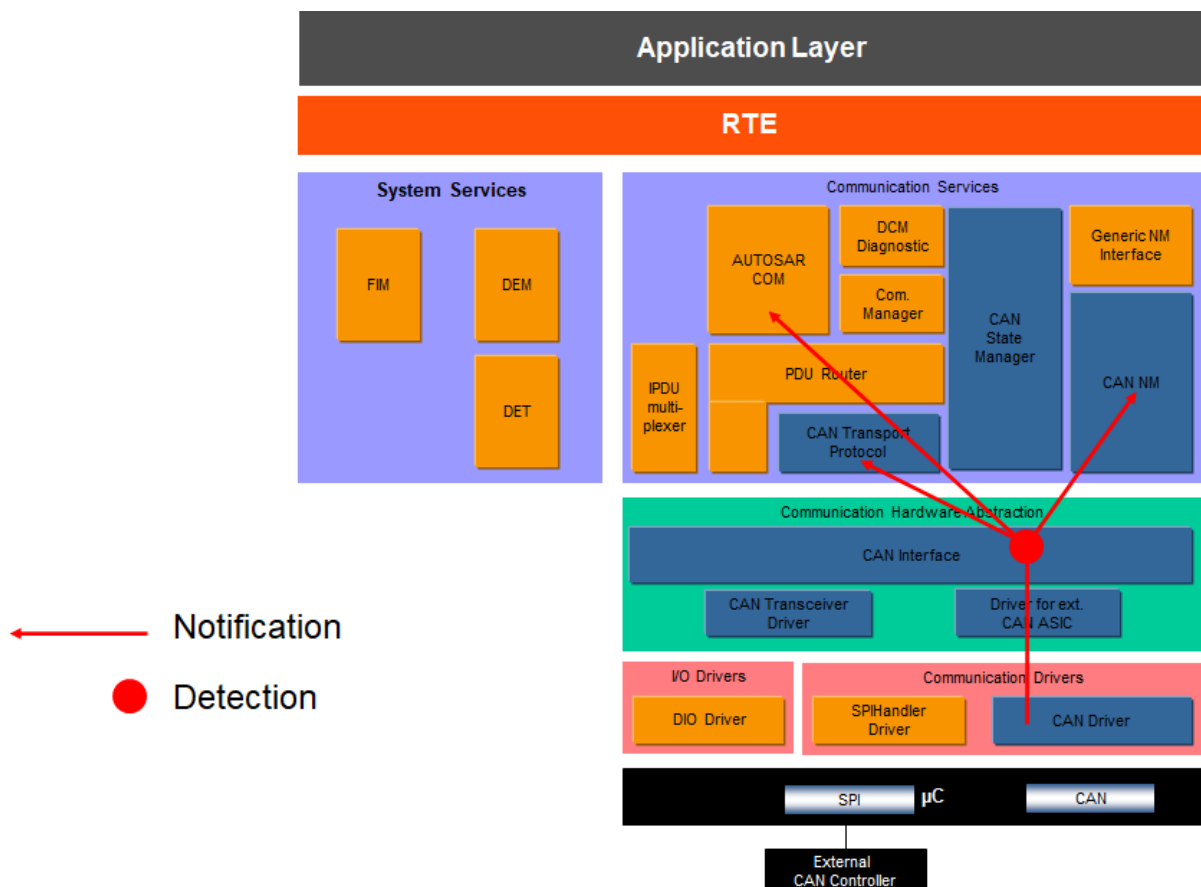 Application Layer
RTE
System Services
FIM
DEM
DET
Communication Services
AUTOSAR
COM
DCM
Diagnostic
Com.
Manager
CAN
State
Manager
Generic NM
Interface
CAN NM
IPDU
multi-
plexer
PDU Router
CAN Transport
Protocol
Communication Hardware Abstraction
CAN Interface
CAN Transceiver
Driver
Driver for ext.
CAN ASIC
Notification
Detection
I/O Drivers
DIO Driver
Communication Drivers
SPIHandler
Driver
CAN Driver
SPI
µC
CAN
External
CAN Controller